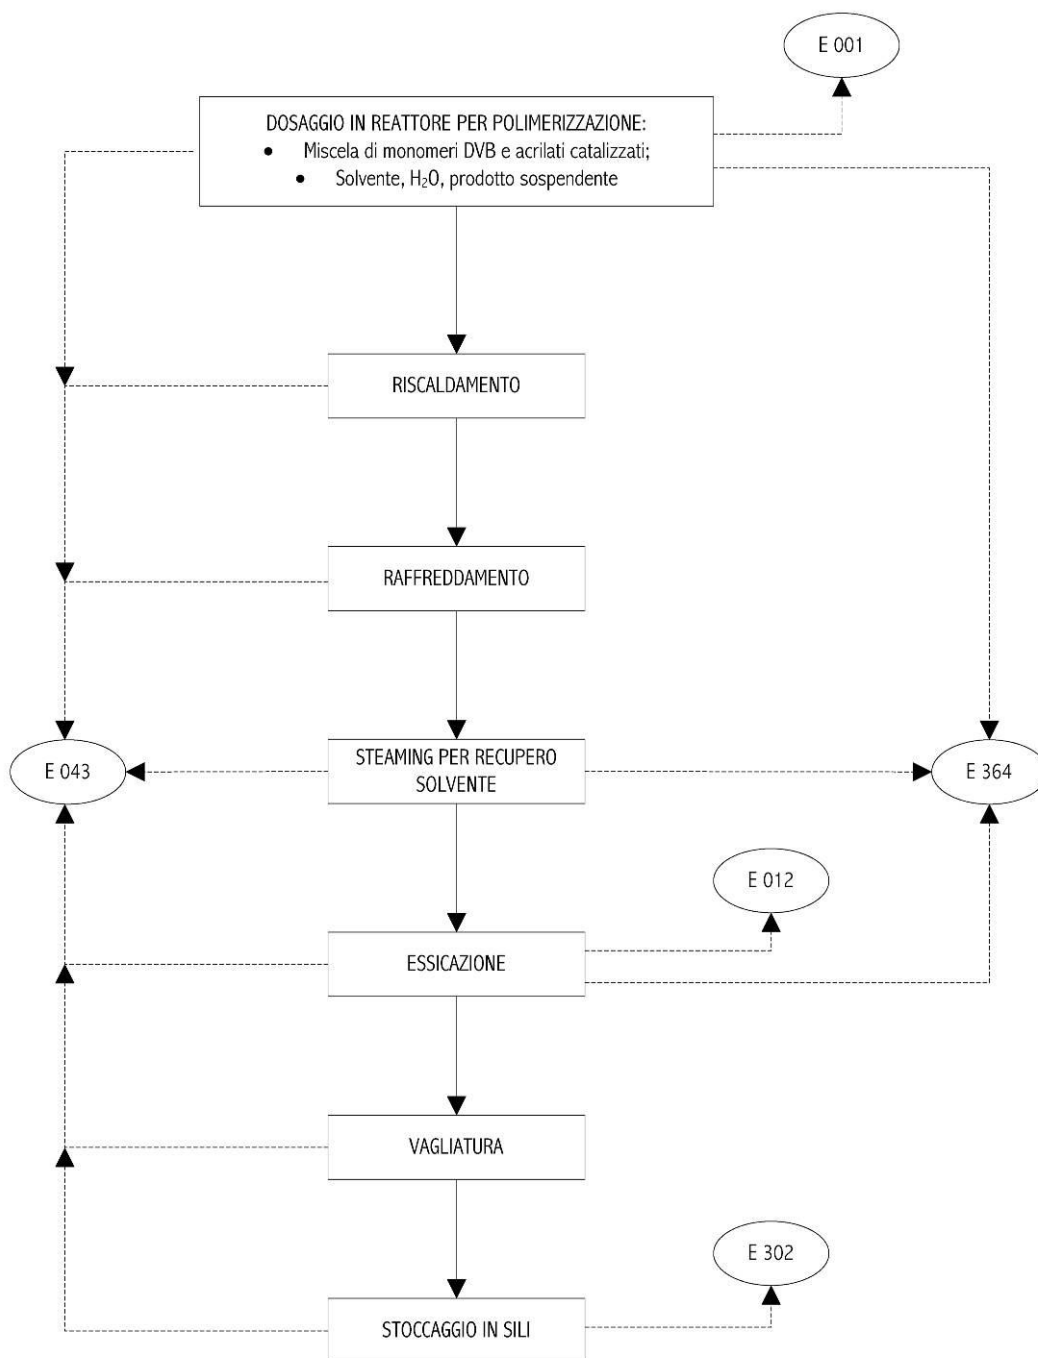 E 001
DOSAGGIO IN REATTORE PER POLIMERIZZAZIONE:
• Miscela di monomeri DVB e acrilati catalizzati;
• Solvente, H₂O, prodotto sospendente
RISCALDAMENTO
RAFFREDDAMENTO
E 043
STEAMING PER RECUPERO
SOLVENTE
E 364
E 012
ESSICAZIONE
VAGLIATURA
E 302
STOCCAGGIO IN SILI